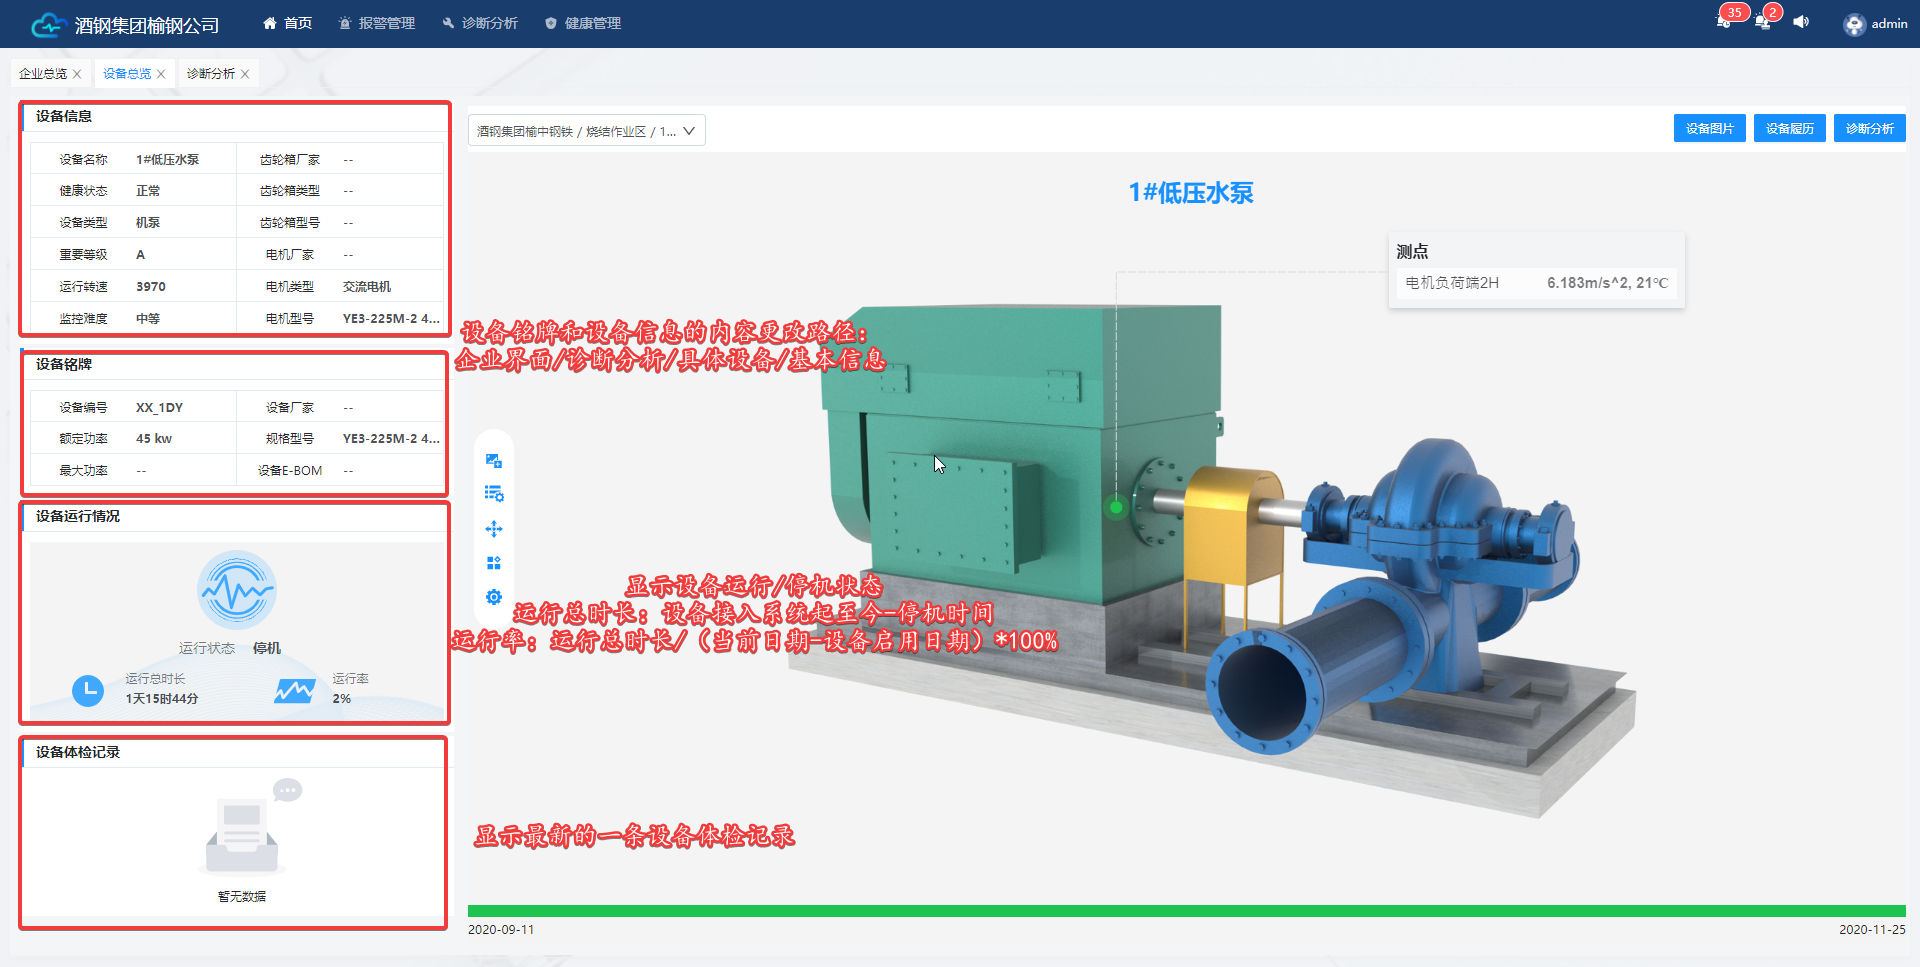 酒钢集团榆钢公司
首页
报警管理
诊断分析
健康管理
35
2
admin
企业总览
设备总览
诊断分析
设备信息
设备名称 1#低压水泵 齿轮箱厂家 --
健康状态 正常 齿轮箱类型 --
设备类型 机泵 齿轮箱型号 --
重要等级 A 电机厂家 --
运行转速 3970 电机类型 交流电机
监控难度 中等 电机型号 YE3-225M-2 4...
设备铭牌
设备编号 XX_1DY 设备厂家 --
额定功率 45 kw 规格型号 YE3-225M-2 4...
最大功率 -- 设备E-BOM --
设备运行情况
运行状态 停机
运行总时长
1天15时44分
运行率
2%
设备体检记录
暂无数据
酒钢集团榆中钢铁 / 烧结作业区 / 1...
设备图片
设备履历
诊断分析
1#低压水泵
测点
电机负荷端2H 6.183m/s^2, 21℃
设备铭牌和设备信息的内容更改路径：
企业界面/诊断分析/具体设备/基本信息
显示设备运行/停机状态
运行总时长：设备接入系统起至今-停机时间
运行率：运行总时长/（当前日期-设备启用日期）*100%
显示最新的一条设备体检记录
2020-09-11
2020-11-25